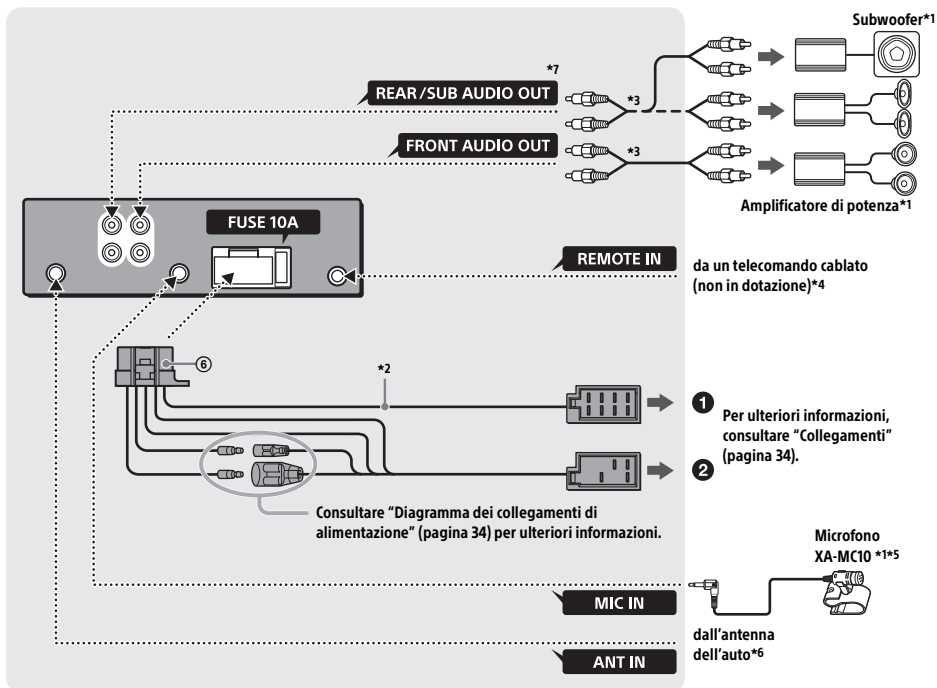 Subwoofer*1
*7
REAR/SUB AUDIO OUT
*3
FRONT AUDIO OUT
*3
Amplificatore di potenza*1
FUSE 10A
REMOTE IN
da un telecomando cablato
(non in dotazione)*4
⑥
*2
❶
Per ulteriori informazioni,
consultare "Collegamenti"
(pagina 34).
❷
Consultare "Diagramma dei collegamenti di
alimentazione" (pagina 34) per ulteriori informazioni.
Microfono
XA-MC10 *1*5
MIC IN
dall'antenna
dell'auto*6
ANT IN